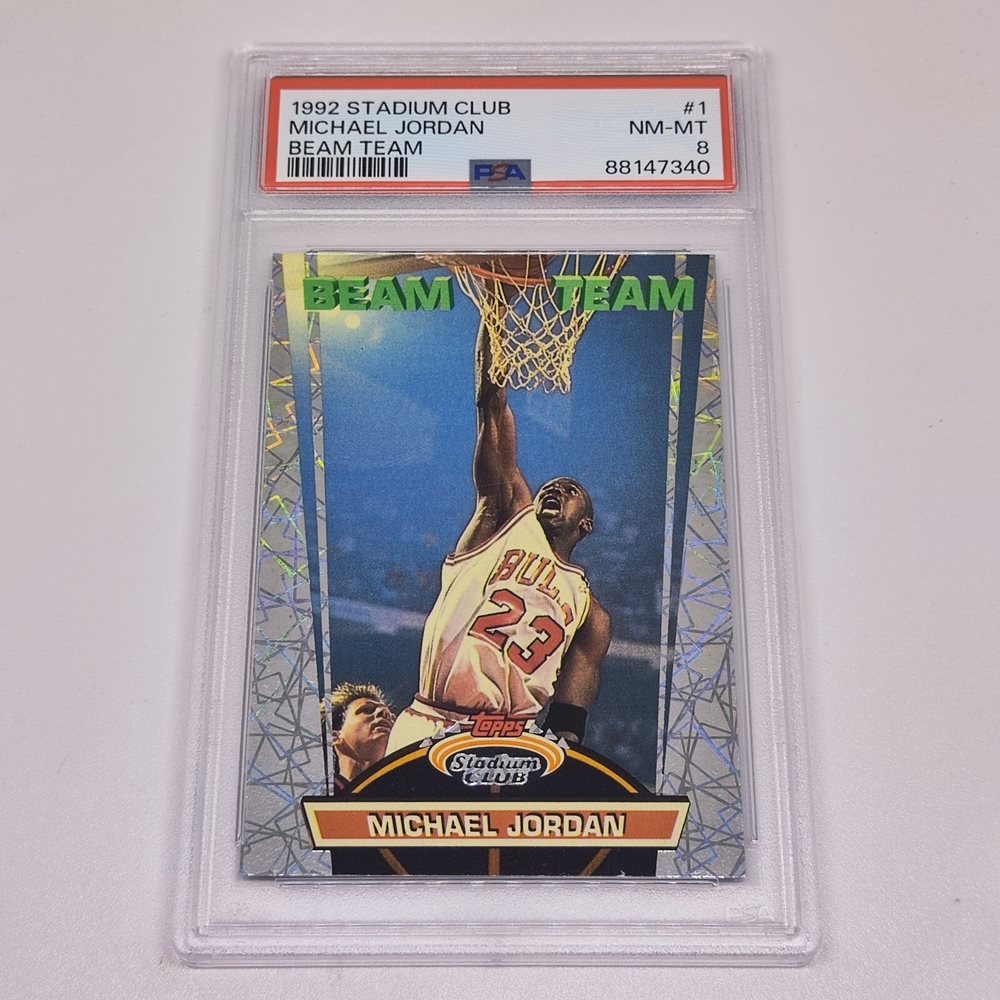 1992 STADIUM CLUB #1
MICHAEL JORDAN NM-MT
BEAM TEAM 8
PSA 88147340
BEAM TEAM
BULLS
23
TOPPS
Stadium
CLUB
MICHAEL JORDAN
PSA